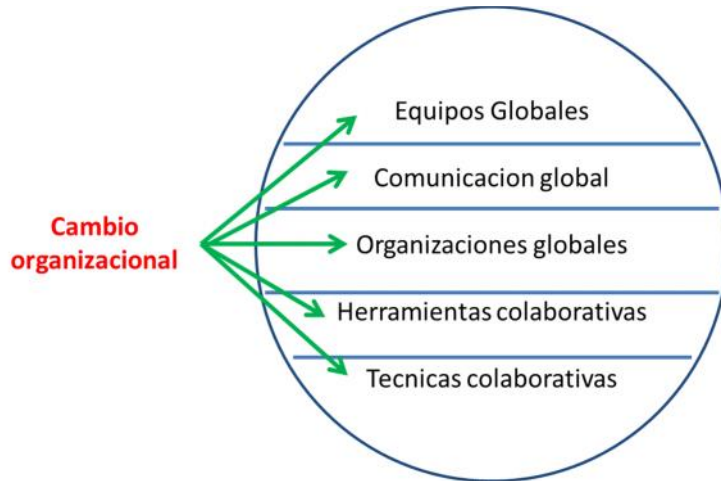 Equipos Globales
Comunicacion global
Cambio
organizacional
Organizaciones globales
Herramientas colaborativas
Tecnicas colaborativas